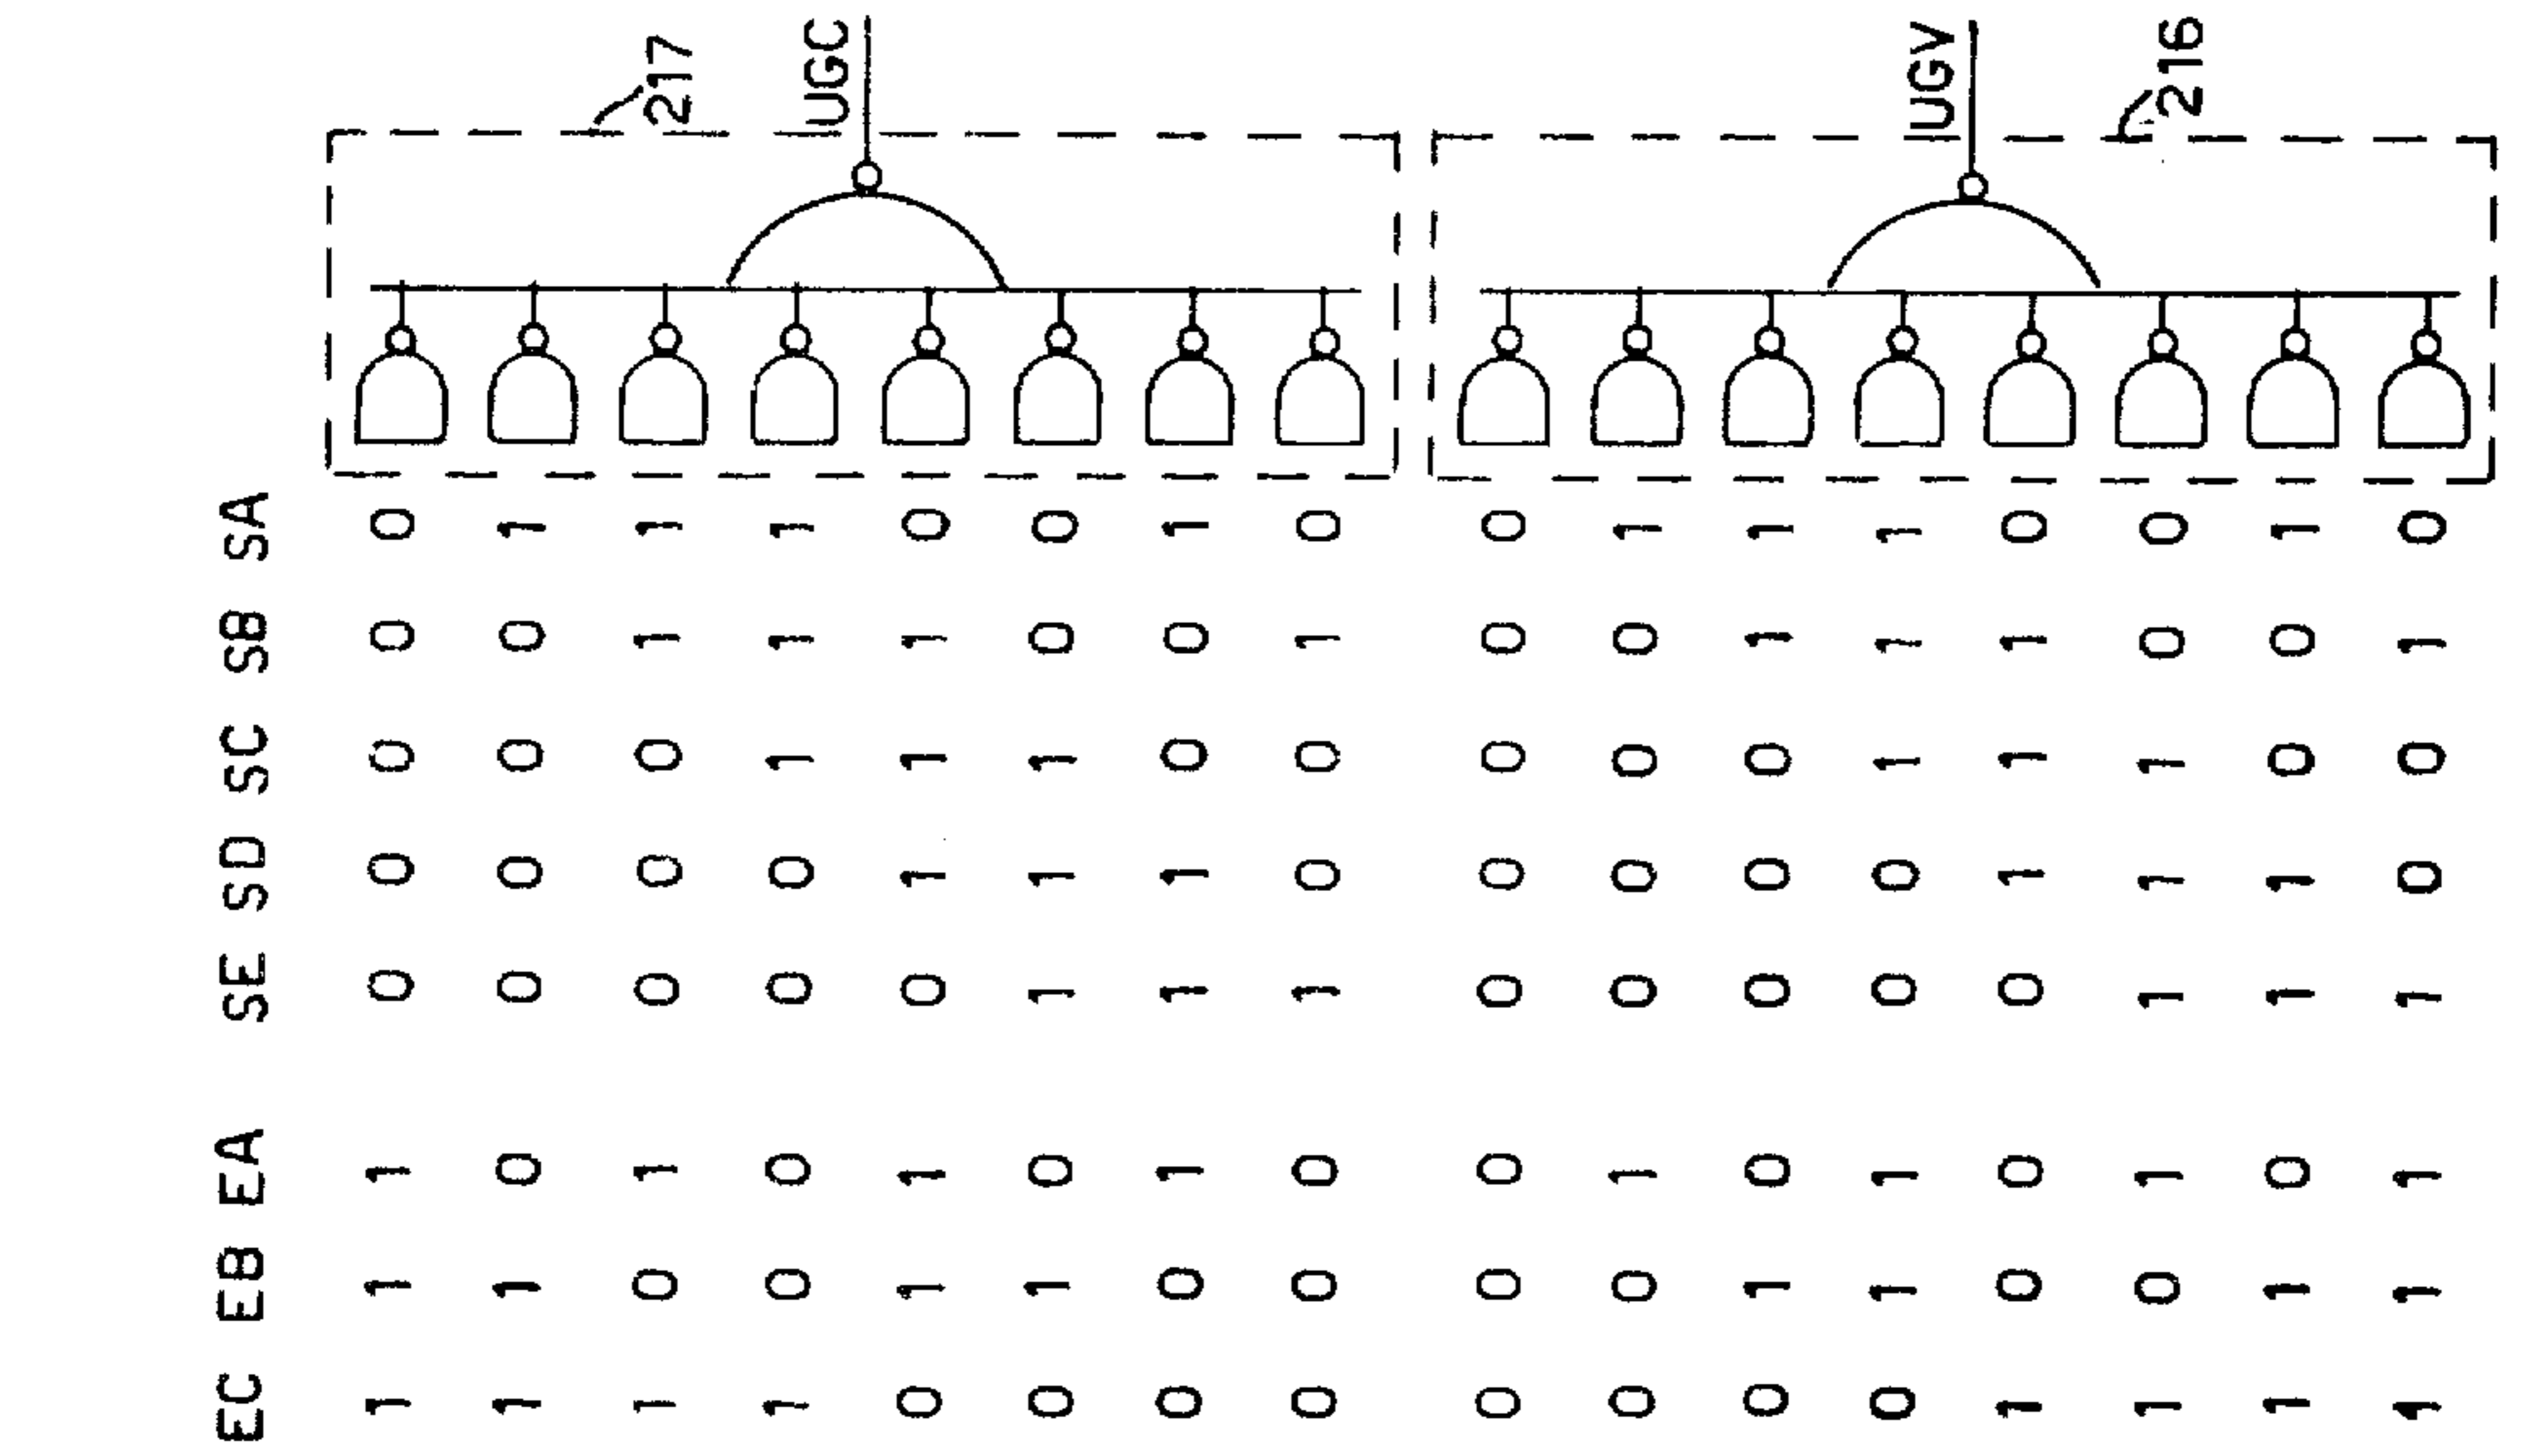 EC EB EA SE SD SC SB SA
1 1 1 0 0 0 0 0
1 1 0 0 0 0 0 1
1 0 1 0 0 0 1 1
217
1 0 0 0 0 1 1 1
UGC
0 1 1 0 1 1 1 0
0 1 0 1 1 1 0 0
0 0 1 1 1 0 0 1
0 0 0 1 0 0 1 0
0 0 0 0 0 0 0 0
0 0 1 0 0 0 0 1
0 1 0 0 0 0 1 1
0 1 1 0 0 1 1 1
UGV
1 0 0 0 1 1 1 0
1 0 1 1 1 1 0 0
216
1 1 0 1 1 0 0 1
1 1 1 1 0 0 1 0